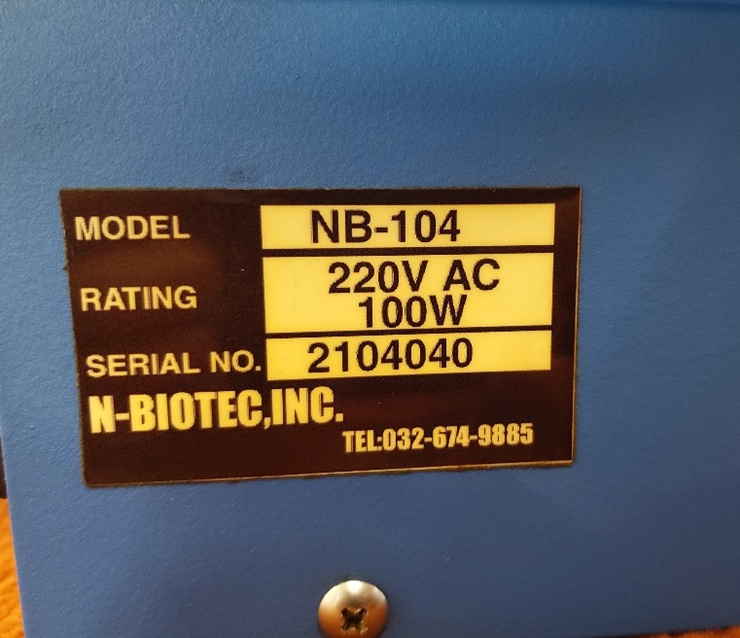 MODEL NB-104
RATING 220V AC
100W
SERIAL NO. 2104040
N-BIOTEC,INC.
TEL:032-674-9885